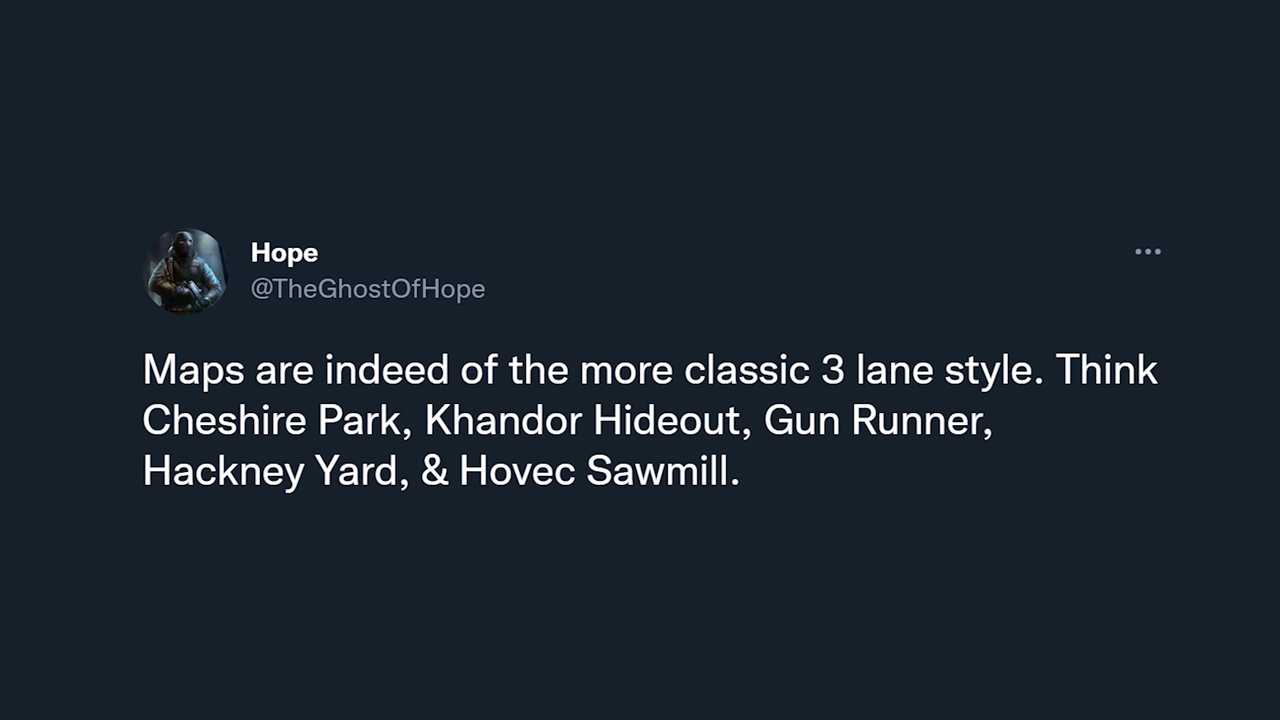 Hope
@TheGhostOfHope
Maps are indeed of the more classic 3 lane style. Think
Cheshire Park, Khandor Hideout, Gun Runner,
Hackney Yard, & Hovec Sawmill.